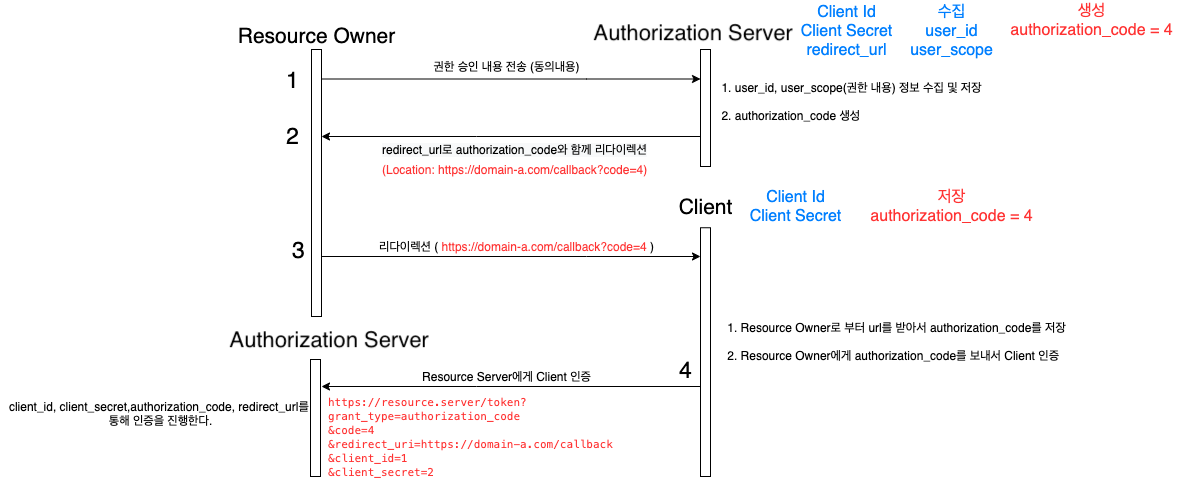 Resource Owner
Authorization Server
Client Id
Client Secret
redirect_url
수집
user_id
user_scope
생성
authorization_code = 4
1
권한 승인 내용 전송 (동의내용)
1. user_id, user_scope(권한 내용) 정보 수집 및 저장
2. authorization_code 생성
2
redirect_url로 authorization_code와 함께 리다이렉션
(Location: https://domain-a.com/callback?code=4)
Client
Client Id
Client Secret
저장
authorization_code = 4
3
리다이렉션 ( https://domain-a.com/callback?code=4 )
1. Resource Owner로 부터 url를 받아서 authorization_code를 저장
2. Resource Owner에게 authorization_code를 보내서 Client 인증
Authorization Server
4
Resource Server에게 Client 인증
client_id, client_secret,authorization_code, redirect_url를
통해 인증을 진행한다.
https://resource.server/token?
grant_type=authorization_code
&code=4
&redirect_uri=https://domain-a.com/callback
&client_id=1
&client_secret=2